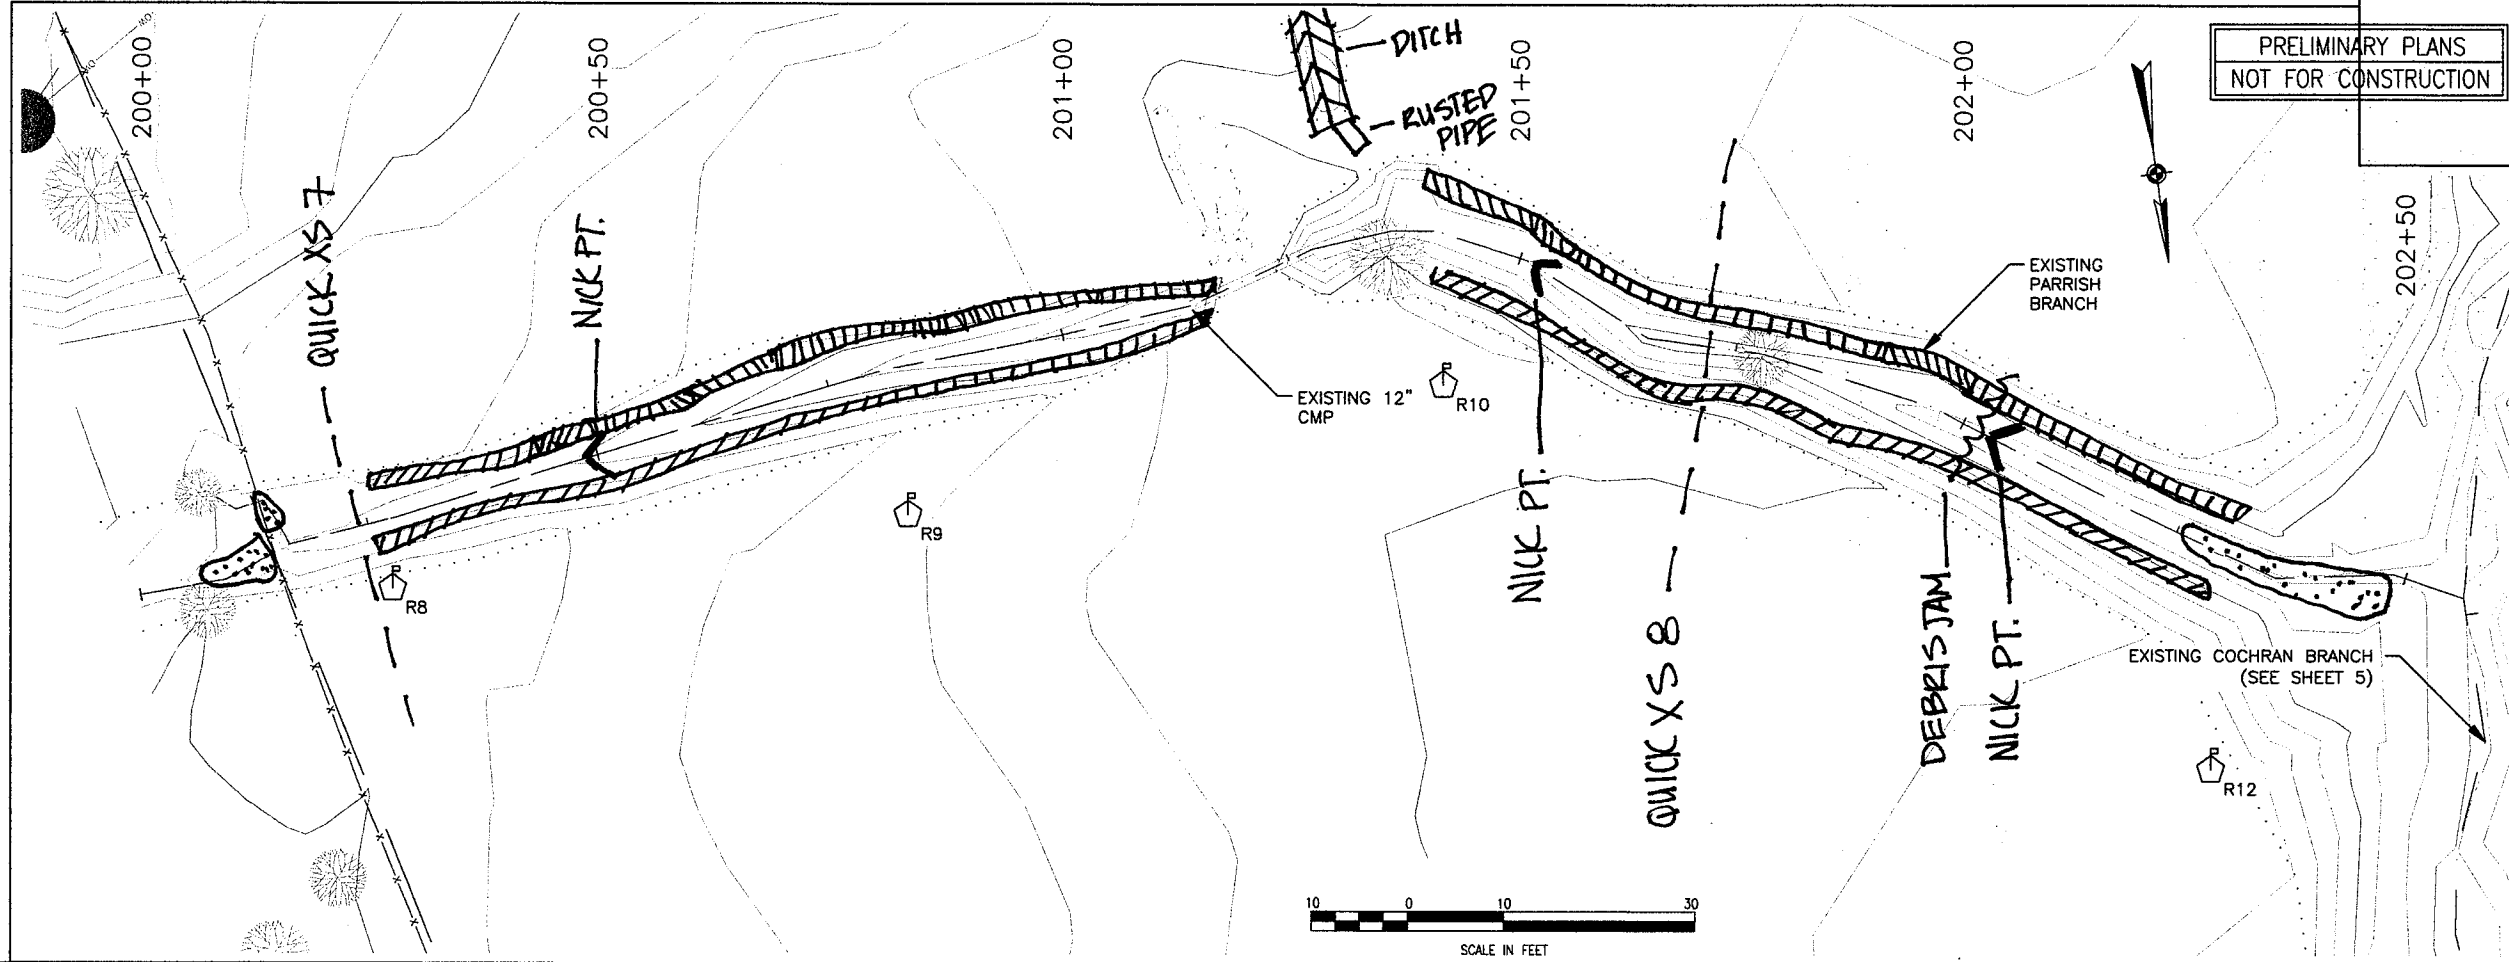 PRELIMINARY PLANS
NOT FOR CONSTRUCTION
200+00
200+50
201+00
201+50
202+00
202+50
DITCH
RUSTED
PIPE
QUICK XS 7
NICK PT.
EXISTING
PARRISH
BRANCH
EXISTING 12"
CMP
R10
R9
R8
NICK PT.
QUICK XS 8
DEBRIS JAM
NICK PT.
EXISTING COCHRAN BRANCH
(SEE SHEET 5)
R12
10 0 10 30
SCALE IN FEET